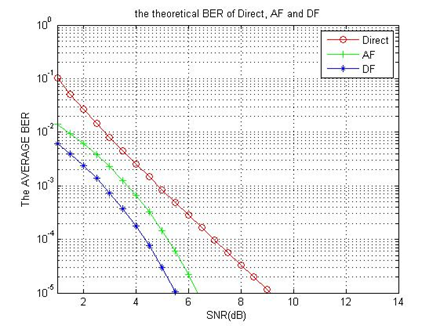 the theoretical BER of Direct, AF and DF
10^0
10^-1
10^-2
10^-3
10^-4
10^-5
The AVERAGE BER
Direct
AF
DF
2 4 6 8 10 12 14
SNR(dB)